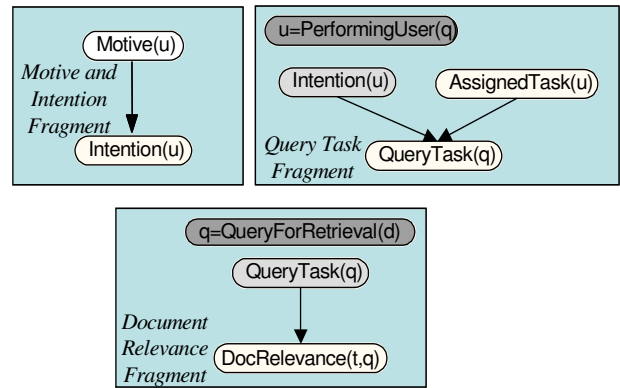 Motive(u)
Motive and
Intention
Fragment
Intention(u)
u=PerformingUser(q)
Intention(u)
AssignedTask(u)
Query Task
Fragment
QueryTask(q)
q=QueryForRetrieval(d)
QueryTask(q)
Document
Relevance
Fragment
DocRelevance(t,q)